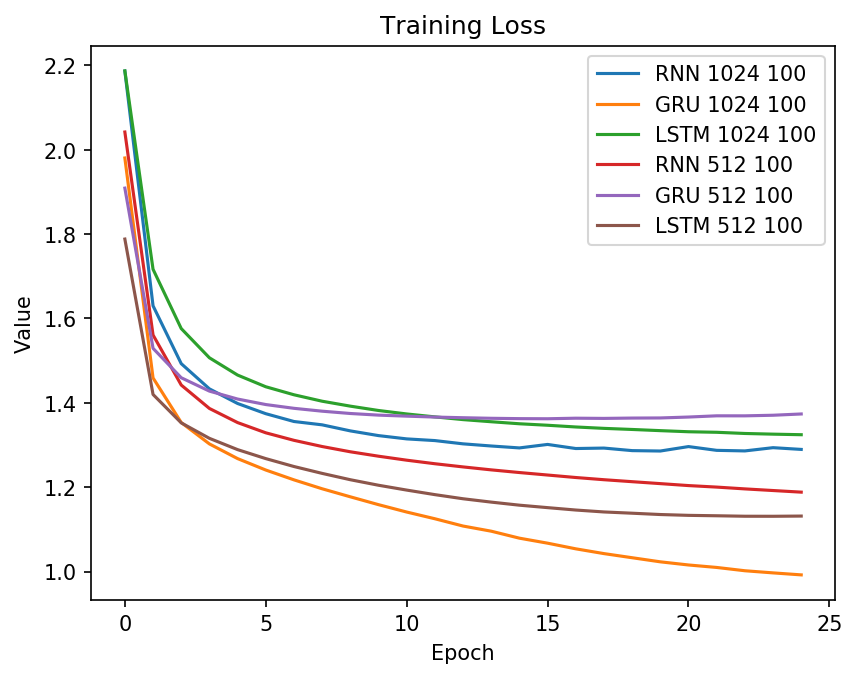 Training Loss
Value
2.2
2.0
1.8
1.6
1.4
1.2
1.0
RNN 1024 100
GRU 1024 100
LSTM 1024 100
RNN 512 100
GRU 512 100
LSTM 512 100
0 5 10 15 20 25
Epoch